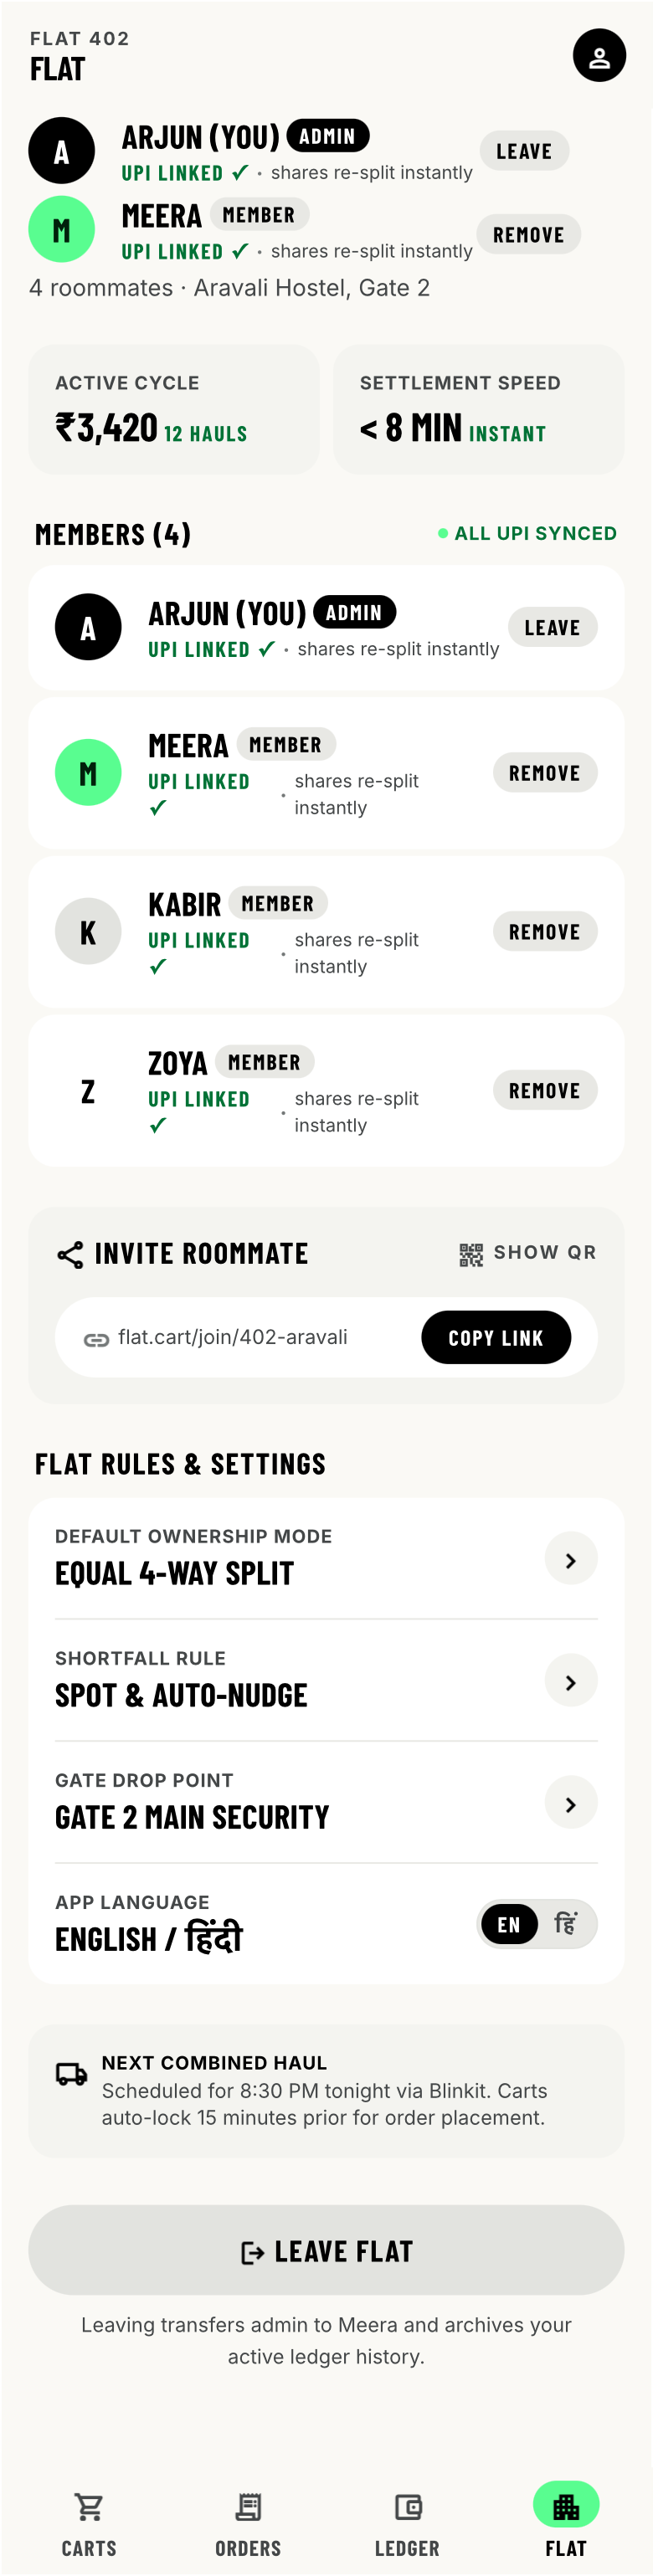 FLAT 402
FLAT
A
ARJUN (YOU) ADMIN
UPI LINKED ✓ · shares re-split instantly
LEAVE
M
MEERA MEMBER
UPI LINKED ✓ · shares re-split instantly
REMOVE
4 roommates · Aravali Hostel, Gate 2
ACTIVE CYCLE
₹3,420 12 HAULS
SETTLEMENT SPEED
< 8 MIN INSTANT
MEMBERS (4)
ALL UPI SYNCED
A
ARJUN (YOU) ADMIN
UPI LINKED ✓ · shares re-split instantly
LEAVE
M
MEERA MEMBER
UPI LINKED
✓
· shares re-split
instantly
REMOVE
K
KABIR MEMBER
UPI LINKED
✓
· shares re-split
instantly
REMOVE
Z
ZOYA MEMBER
UPI LINKED
✓
· shares re-split
instantly
REMOVE
INVITE ROOMMATE
SHOW QR
flat.cart/join/402-aravali
COPY LINK
FLAT RULES & SETTINGS
DEFAULT OWNERSHIP MODE
EQUAL 4-WAY SPLIT
SHORTFALL RULE
SPOT & AUTO-NUDGE
GATE DROP POINT
GATE 2 MAIN SECURITY
APP LANGUAGE
ENGLISH / हिंदी
EN हिं
NEXT COMBINED HAUL
Scheduled for 8:30 PM tonight via Blinkit. Carts
auto-lock 15 minutes prior for order placement.
LEAVE FLAT
Leaving transfers admin to Meera and archives your
active ledger history.
CARTS
ORDERS
LEDGER
FLAT